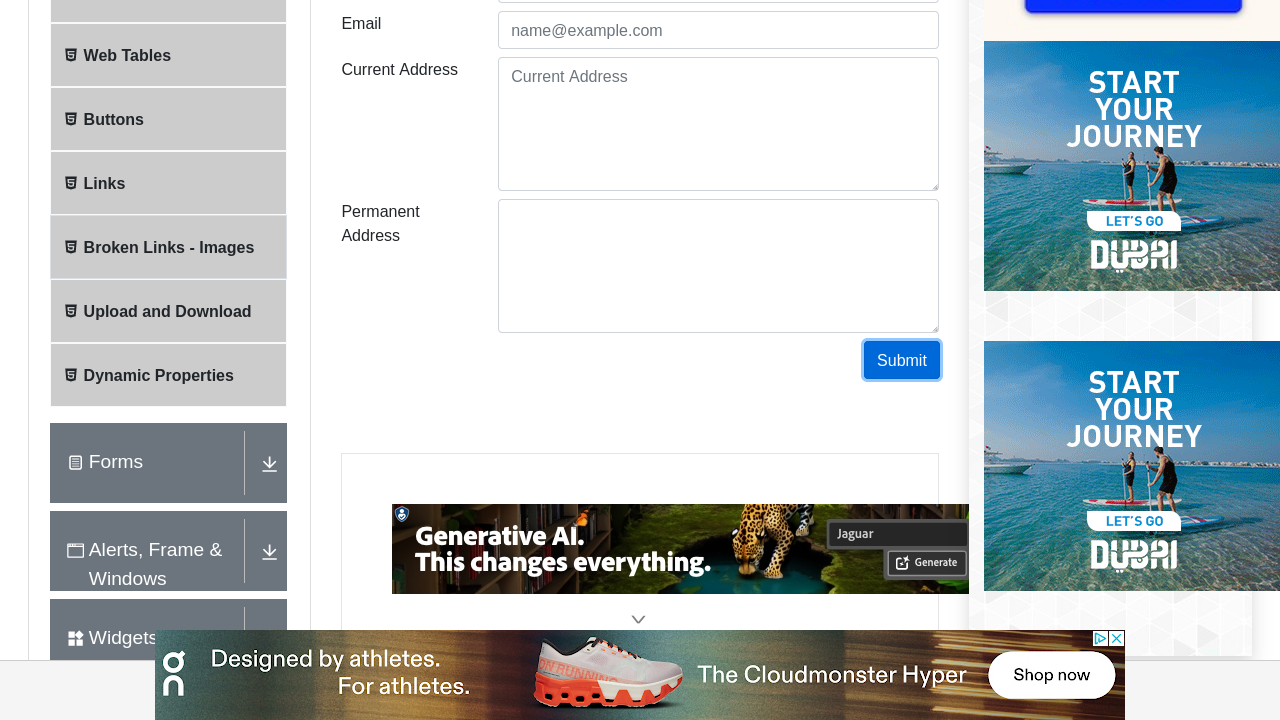 Email
name@example.com
Web Tables
Current Address
Current Address
Buttons
Links
Permanent
Address
Broken Links - Images
Upload and Download
Submit
Dynamic Properties
Forms
Alerts, Frame &
Windows
Widgets
START
YOUR
JOURNEY
LET'S GO
DUBAI
START
YOUR
JOURNEY
LET'S GO
DUBAI
Generative AI.
This changes everything.
Jaguar
Generate
on
Designed by athletes.
For athletes.
ON RUNNING
The Cloudmonster Hyper
Shop now